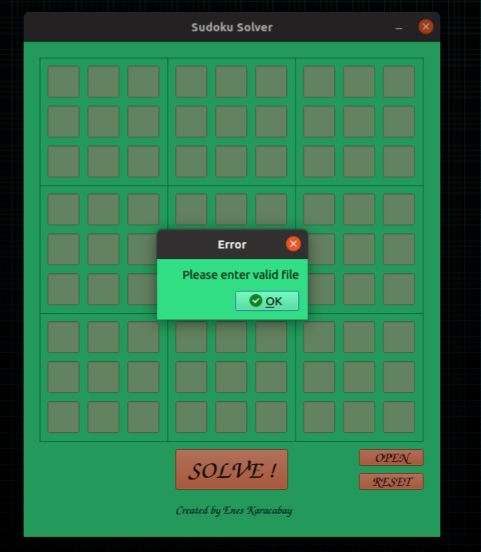 Sudoku Solver
Error
Please enter valid file
OK
SOLVE !
OPEN
RESET
Created by Enes Karacabay